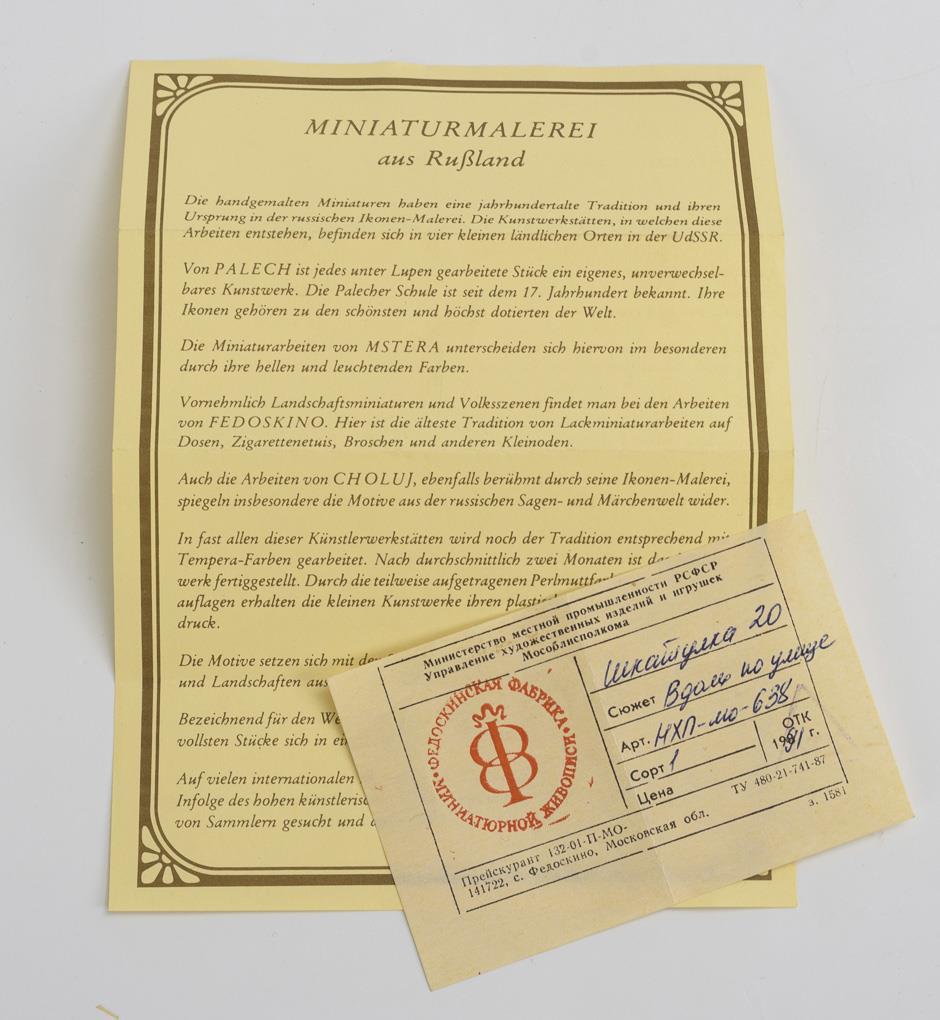 MINIATURMALEREI
aus Rußland
Die handgemalten Miniaturen haben eine jahrhundertalte Tradition und ihren
Ursprung in der russischen Ikonen-Malerei. Die Kunstwerkstätten, in welchen diese
Arbeiten entstehen, befinden sich in vier kleinen ländlichen Orten in der UdSSR.
Von PALECH ist jedes unter Lupen gearbeitete Stück ein eigenes, unverwechsel-
bares Kunstwerk. Die Palecher Schule ist seit dem 17. Jahrhundert bekannt. Ihre
Ikonen gehören zu den schönsten und höchst dotierten der Welt.
Die Miniaturarbeiten von MSTERA unterscheiden sich hiervon im besonderen
durch ihre hellen und leuchtenden Farben.
Vornehmlich Landschaftsminiaturen und Volksszenen findet man bei den Arbeiten
von FEDOSKINO. Hier ist die älteste Tradition von Lackminiaturarbeiten auf
Dosen, Zigarettenetuis, Broschen und anderen Kleinoden.
Auch die Arbeiten von CHOLUJ, ebenfalls berühmt durch seine Ikonen-Malerei,
spiegeln insbesondere die Motive aus der russischen Sagen- und Märchenwelt wider.
In fast allen dieser Künstlerwerkstätten wird noch der Tradition entsprechend mit
Tempera-Farben gearbeitet. Nach durchschnittlich zwei Monaten ist
werk fertiggestellt. Durch die teilweise aufgetragenen
auflagen erhalten die kleinen Kunstwerke ihren
druck.
Die Motive setzen sich mit
und Landschaften
Bezeichnend für den
vollsten Stücke sich in
Auf vielen internationalen
Infolge des hohen
von Sammlern gesucht und
Министерство местной промышленности РСФСР
Управление художественных изделий и игрушек
Мособлисполкома
ФЕДОСКИНСКАЯ ФАБРИКА
МИНИАТЮРНОЙ ЖИВОПИСИ
Шкатулка 20
Сюжет Вдоль по улице
Арт. НХП-мо-638
Сорт 1
ОТК
1991 г.
Цена
ТУ 480-21-741-87
Прейскурант 132-01-П-МО-
141722, с. Федоскино, Московская обл.
з. 1581